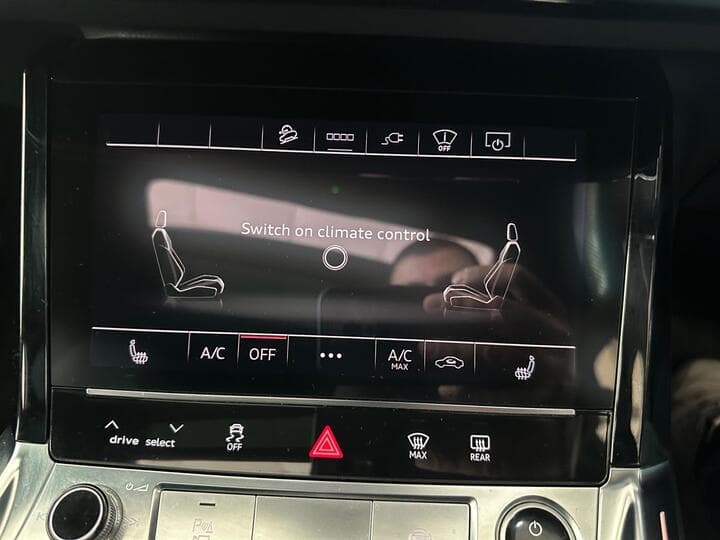 OFF
Switch on climate control
A/C OFF ••• A/C MAX
drive select OFF MAX REAR